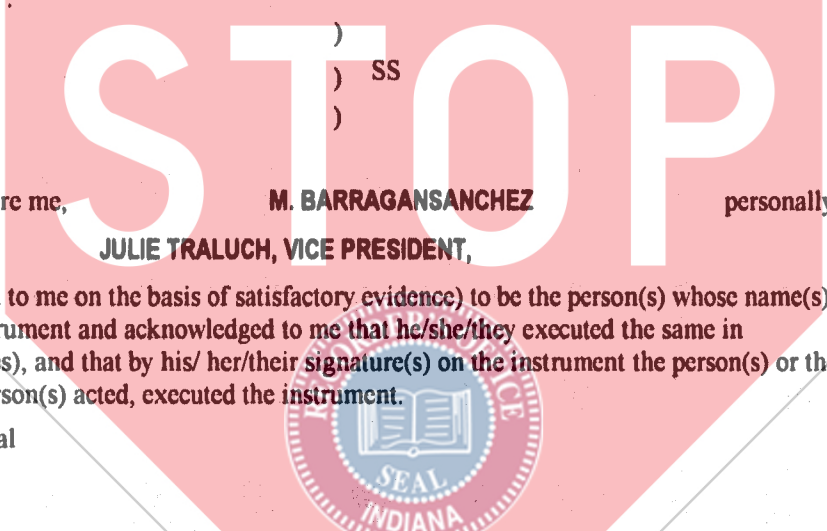 STOP
)
) SS
)
re me, M. BARRAGANSANCHEZ personally
JULIE TRALUCH, VICE PRESIDENT,
to me on the basis of satisfactory evidence) to be the person(s) whose name(s)
rument and acknowledged to me that he/she/they executed the same in
s), and that by his/ her/their signature(s) on the instrument the person(s) or th
rson(s) acted, executed the instrument.
al
RECORDER'S OFFICE
SEAL
INDIANA